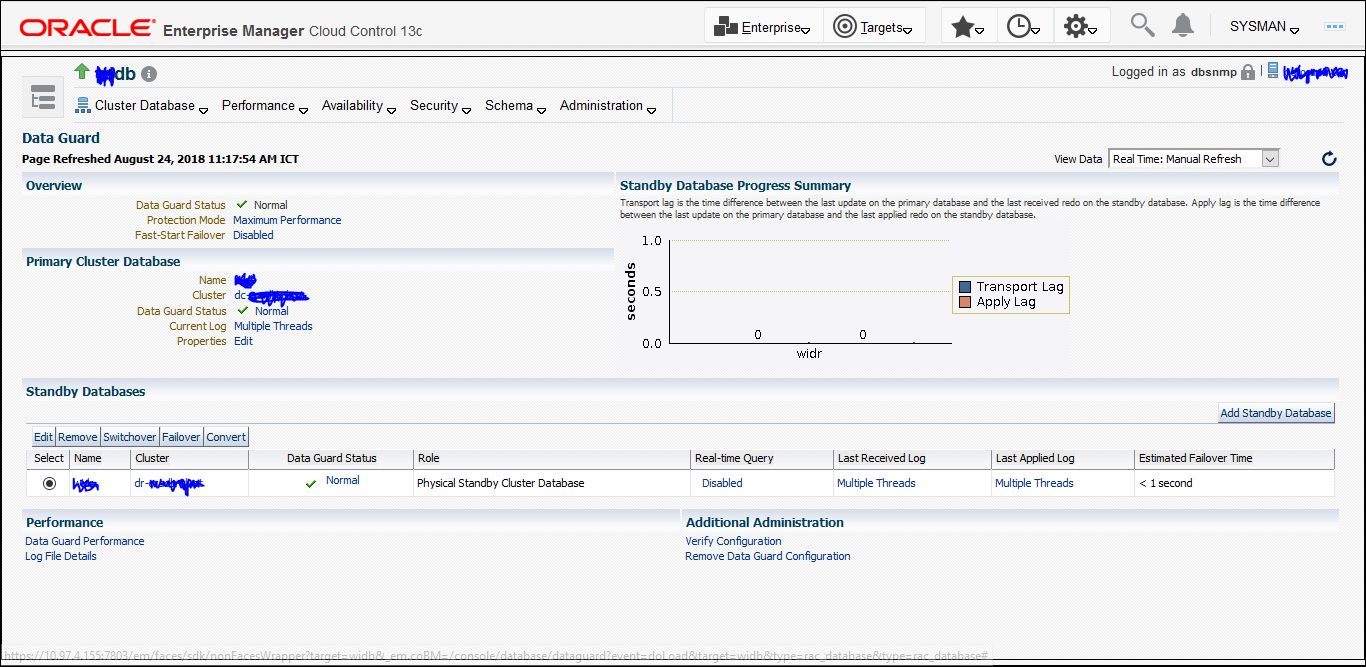 ORACLE® Enterprise Manager Cloud Control 13c
Enterprise
Targets
SYSMAN
db
Logged in as dbsnmp
Cluster Database
Performance
Availability
Security
Schema
Administration
Data Guard
Page Refreshed August 24, 2018 11:17:54 AM ICT
View Data Real Time: Manual Refresh
Overview
Data Guard Status Normal
Protection Mode Maximum Performance
Fast-Start Failover Disabled
Primary Cluster Database
Name
Cluster dc-
Data Guard Status Normal
Current Log Multiple Threads
Properties Edit
Standby Database Progress Summary
Transport lag is the time difference between the last update on the primary database and the last received redo on the standby database. Apply lag is the time difference
between the last update on the primary database and the last applied redo on the standby database.
seconds
1.0
0.5
0.0
0 0
widr
Transport Lag
Apply Lag
Standby Databases
Add Standby Database
Edit Remove Switchover Failover Convert
Select Name Cluster Data Guard Status Role Real-time Query Last Received Log Last Applied Log Estimated Failover Time
dr- Normal Physical Standby Cluster Database Disabled Multiple Threads Multiple Threads < 1 second
Performance
Data Guard Performance
Log File Details
Additional Administration
Verify Configuration
Remove Data Guard Configuration
https://10.97.4.155:7803/em/faces/sdk/nonFacesWrapper?target=widb&_em.coBM=/console/database/dataguard?event=doLoad&target=widb&type=rac_database&type=rac_database#